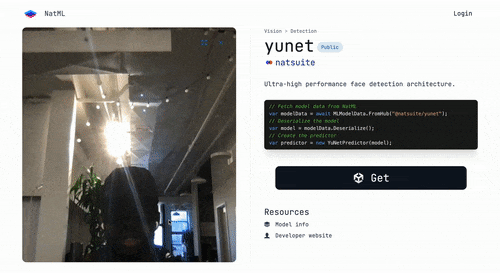 NatML
Login
Vision > Detection
yunet Public
natsuite
Ultra-high performance face detection architecture.
// Fetch model data from NatML
var modelData = await MLModelData.FromHub("@natsuite/yunet");
// Deserialize the model
var model = modelData.Deserialize();
// Create the predictor
var predictor = new YuNetPredictor(model);
Get
Resources
Model info
Developer website